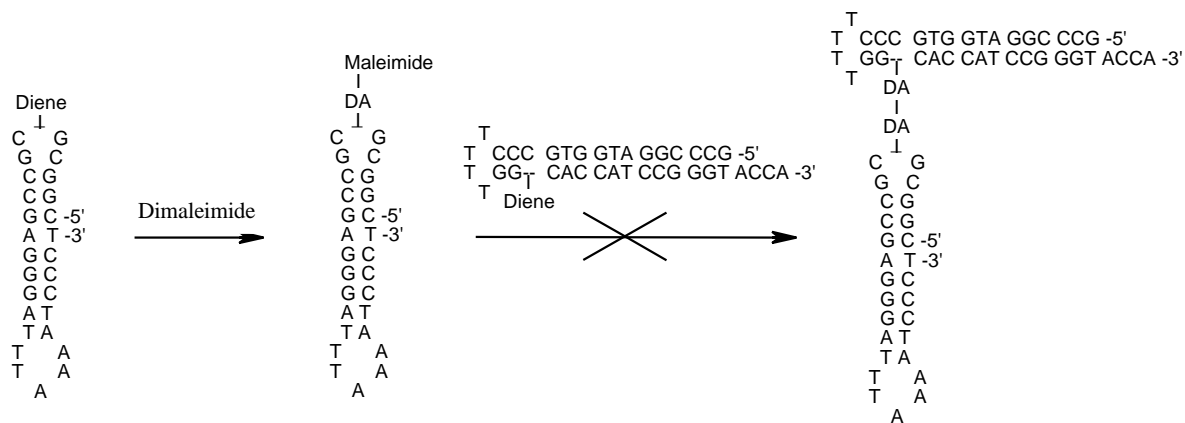 Diene
C G
G C
C G
C G
G C -5'
A T -3'
G C
G C
G C
A T
T A
T A
T A
A
Dimaleimide
Maleimide
DA
C G
G C
C G
C G
G C -5'
A T -3'
G C
G C
G C
A T
T A
T A
T A
A
T
T CCC GTG GTA GGC CCG -5'
T GG-- CAC CAT CCG GGT ACCA -3'
T
Diene
T
T CCC GTG GTA GGC CCG -5'
T GG-- CAC CAT CCG GGT ACCA -3'
T
DA
DA
C G
G C
C G
C G
G C -5'
A T -3'
G C
G C
G C
A T
T A
T A
T A
A